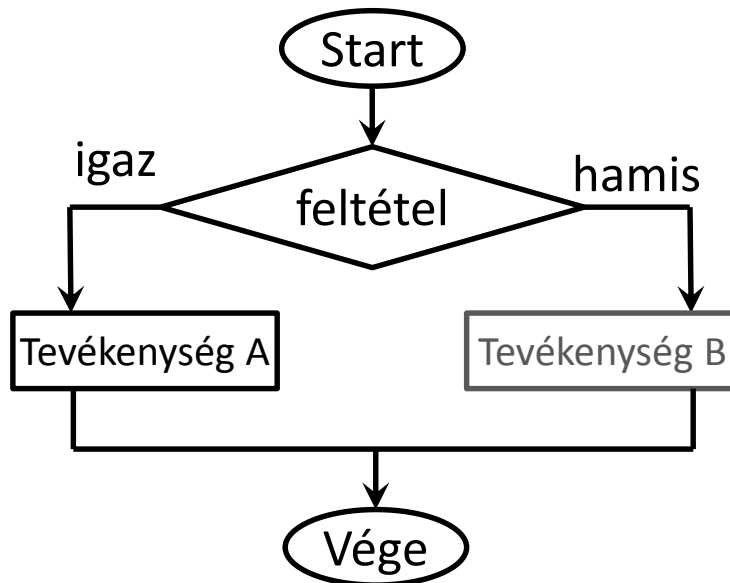 Start
igaz
hamis
feltétel
Tevékenység A
Tevékenység B
Vége